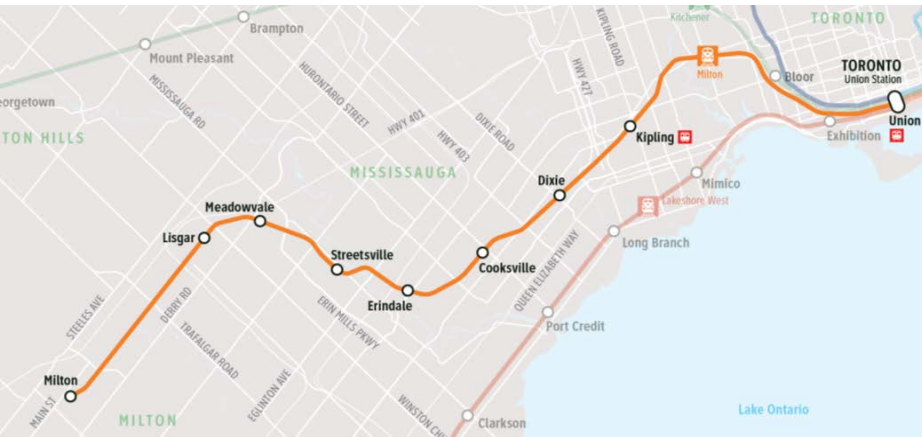 Brampton
Mount Pleasant
eorgetown
TON HILLS
MISSISSAUGA RD
HURONTARIO STREET
HWY 401
HWY 403
DIXIE ROAD
HWY 427
KIPLING ROAD
Kitchener
TORONTO
Milton
Bloor
TORONTO
Union Station
Union
Exhibition
Kipling
Mimico
Lakeshore West
MISSISSAUGA
Dixie
Meadowvale
Lisgar
Streetsville
Erindale
Cooksville
QUEEN ELIZABETH WAY
Long Branch
Port Credit
STEELES AVE
DERRY RD
TRAFALGAR ROAD
ERIN MILLS PKWY
EGLINTON AVE
Milton
MAIN ST
MILTON
WINSTON CH
Clarkson
Lake Ontario